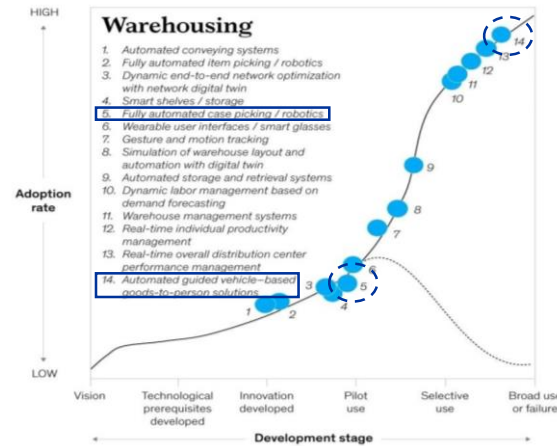 HIGH
Warehousing
1. Automated conveying systems
2. Fully automated item picking / robotics
3. Dynamic end-to-end network optimization
with network digital twin
4. Smart shelves / storage
5. Fully automated case picking / robotics
6. Wearable user interfaces / smart glasses
7. Gesture and motion tracking
8. Simulation of warehouse layout and
automation with digital twin
9. Automated storage and retrieval systems
10. Dynamic labor management based on
demand forecasting
11. Warehouse management systems
12. Real-time individual productivity
management
13. Real-time overall distribution center
performance management
14. Automated guided vehicle—based
goods-to-person solutions
Adoption
rate
LOW
1
2
3
4
5
6
7
8
9
10
11
12
13
14
Vision
Technological
prerequisites
developed
Innovation
developed
Pilot
use
Selective
use
Broad use
or failure
Development stage